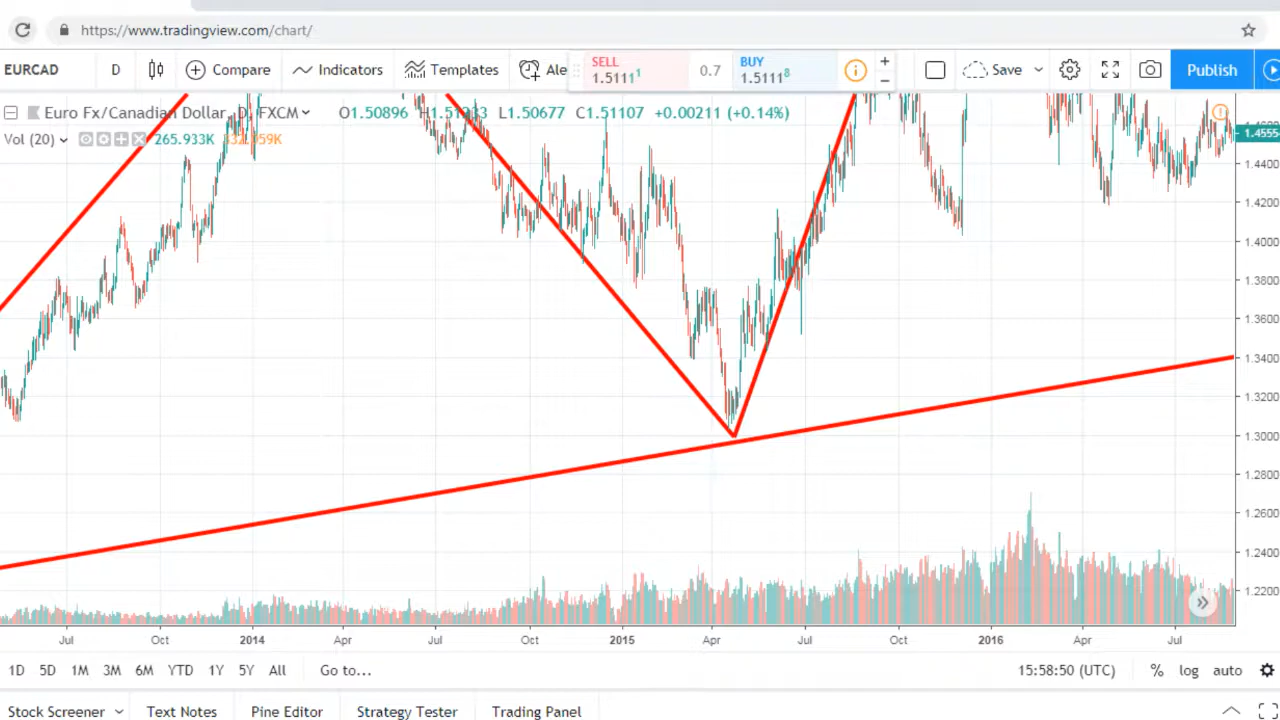 https://www.tradingview.com/chart/
EURCAD D Compare Indicators Templates Ale SELL 1.5111¹ 0.7 BUY 1.5111⁸ + − Save Publish
Euro Fx/Canadian Dollar, D, FXCM O1.50896 L1.50677 C1.51107 +0.00211 (+0.14%)
Vol (20) 265.933K
1.4555
1.4400
1.4200
1.4000
1.3800
1.3600
1.3400
1.3200
1.3000
1.2800
1.2600
1.2400
1.2200
Jul Oct 2014 Apr Jul Oct 2015 Apr Jul Oct 2016 Apr Jul
1D 5D 1M 3M 6M YTD 1Y 5Y All Go to... 15:58:50 (UTC) % log auto
Stock Screener Text Notes Pine Editor Strategy Tester Trading Panel